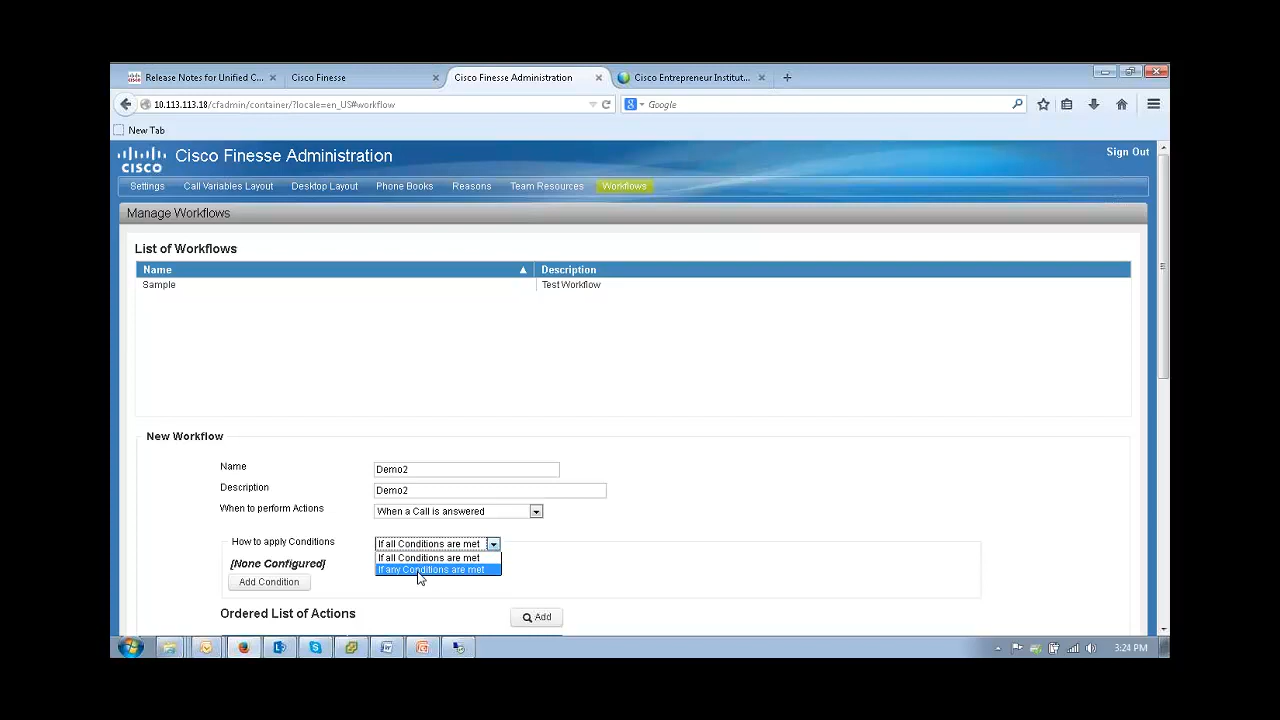 Release Notes for Unified C...
Cisco Finesse
Cisco Finesse Administration
Cisco Entrepreneur Institut...
10.113.113.18/cfadmin/container/?locale=en_US#workflow
Google
New Tab
CISCO
Cisco Finesse Administration
Sign Out
Settings Call Variables Layout Desktop Layout Phone Books Reasons Team Resources Workflows
Manage Workflows
List of Workflows
Name Description
Sample Test Workflow
New Workflow
Name Demo2
Description Demo2
When to perform Actions When a Call is answered
How to apply Conditions If all Conditions are met
If all Conditions are met
[None Configured]
If any Conditions are met
Add Condition
Ordered List of Actions Add
3:24 PM